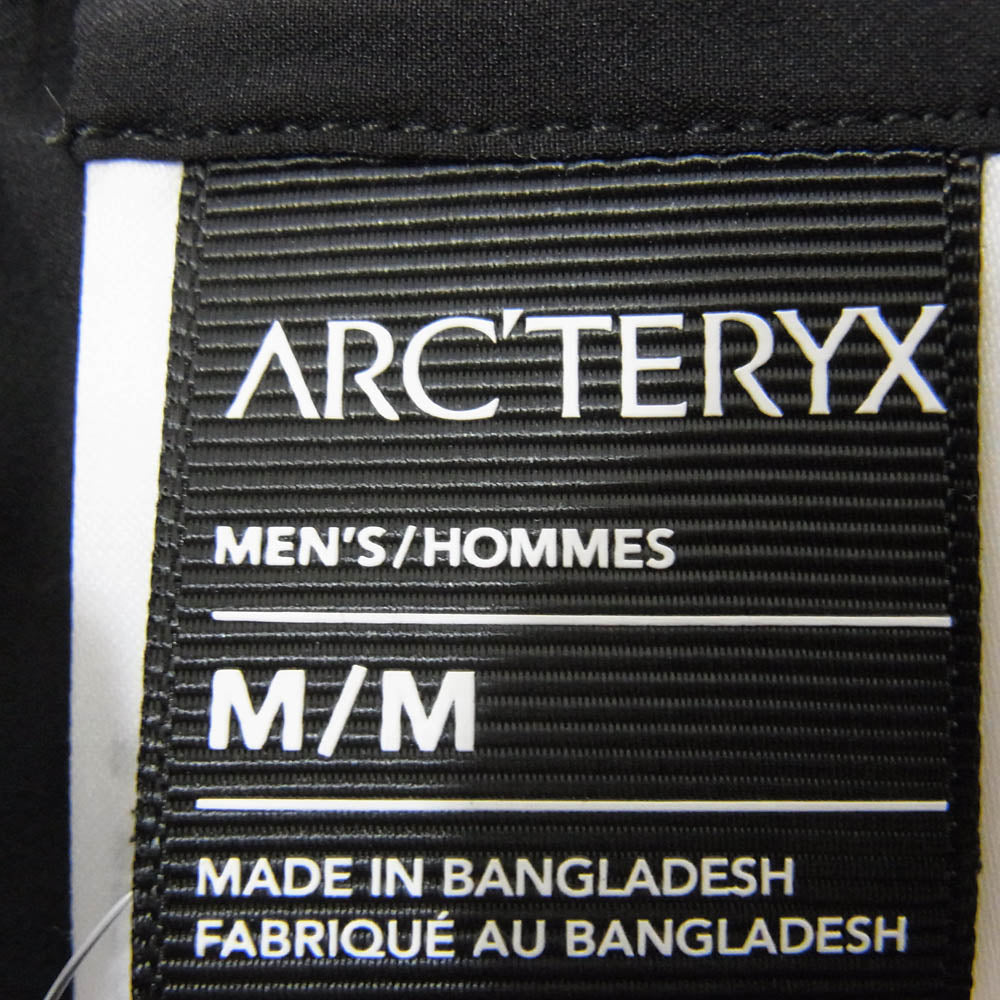 ARC'TERYX
MEN'S/HOMMES
M/M
MADE IN BANGLADESH
FABRIQUÉ AU BANGLADESH